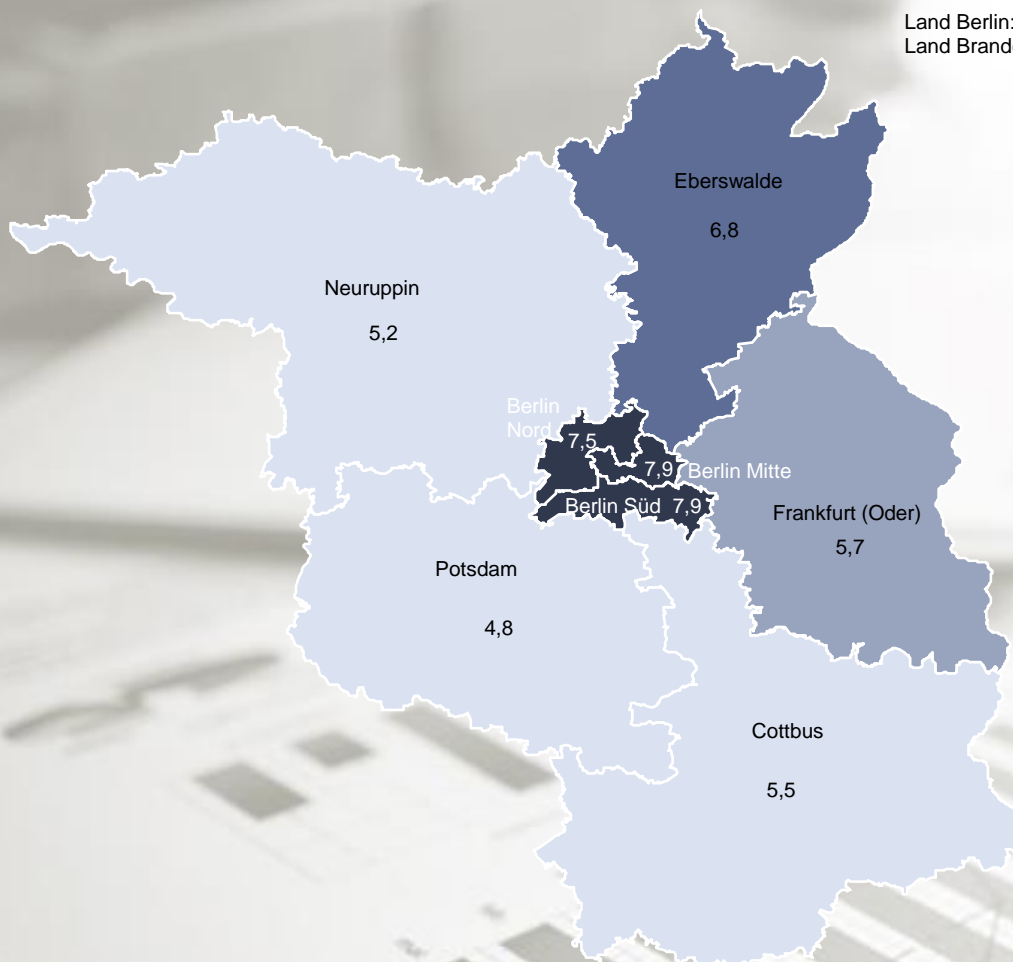 Land Berlin:
Land Brande
Eberswalde
6,8
Neuruppin
5,2
Berlin
Nord
7,5
7,9 Berlin Mitte
Berlin Süd 7,9
Frankfurt (Oder)
5,7
Potsdam
4,8
Cottbus
5,5